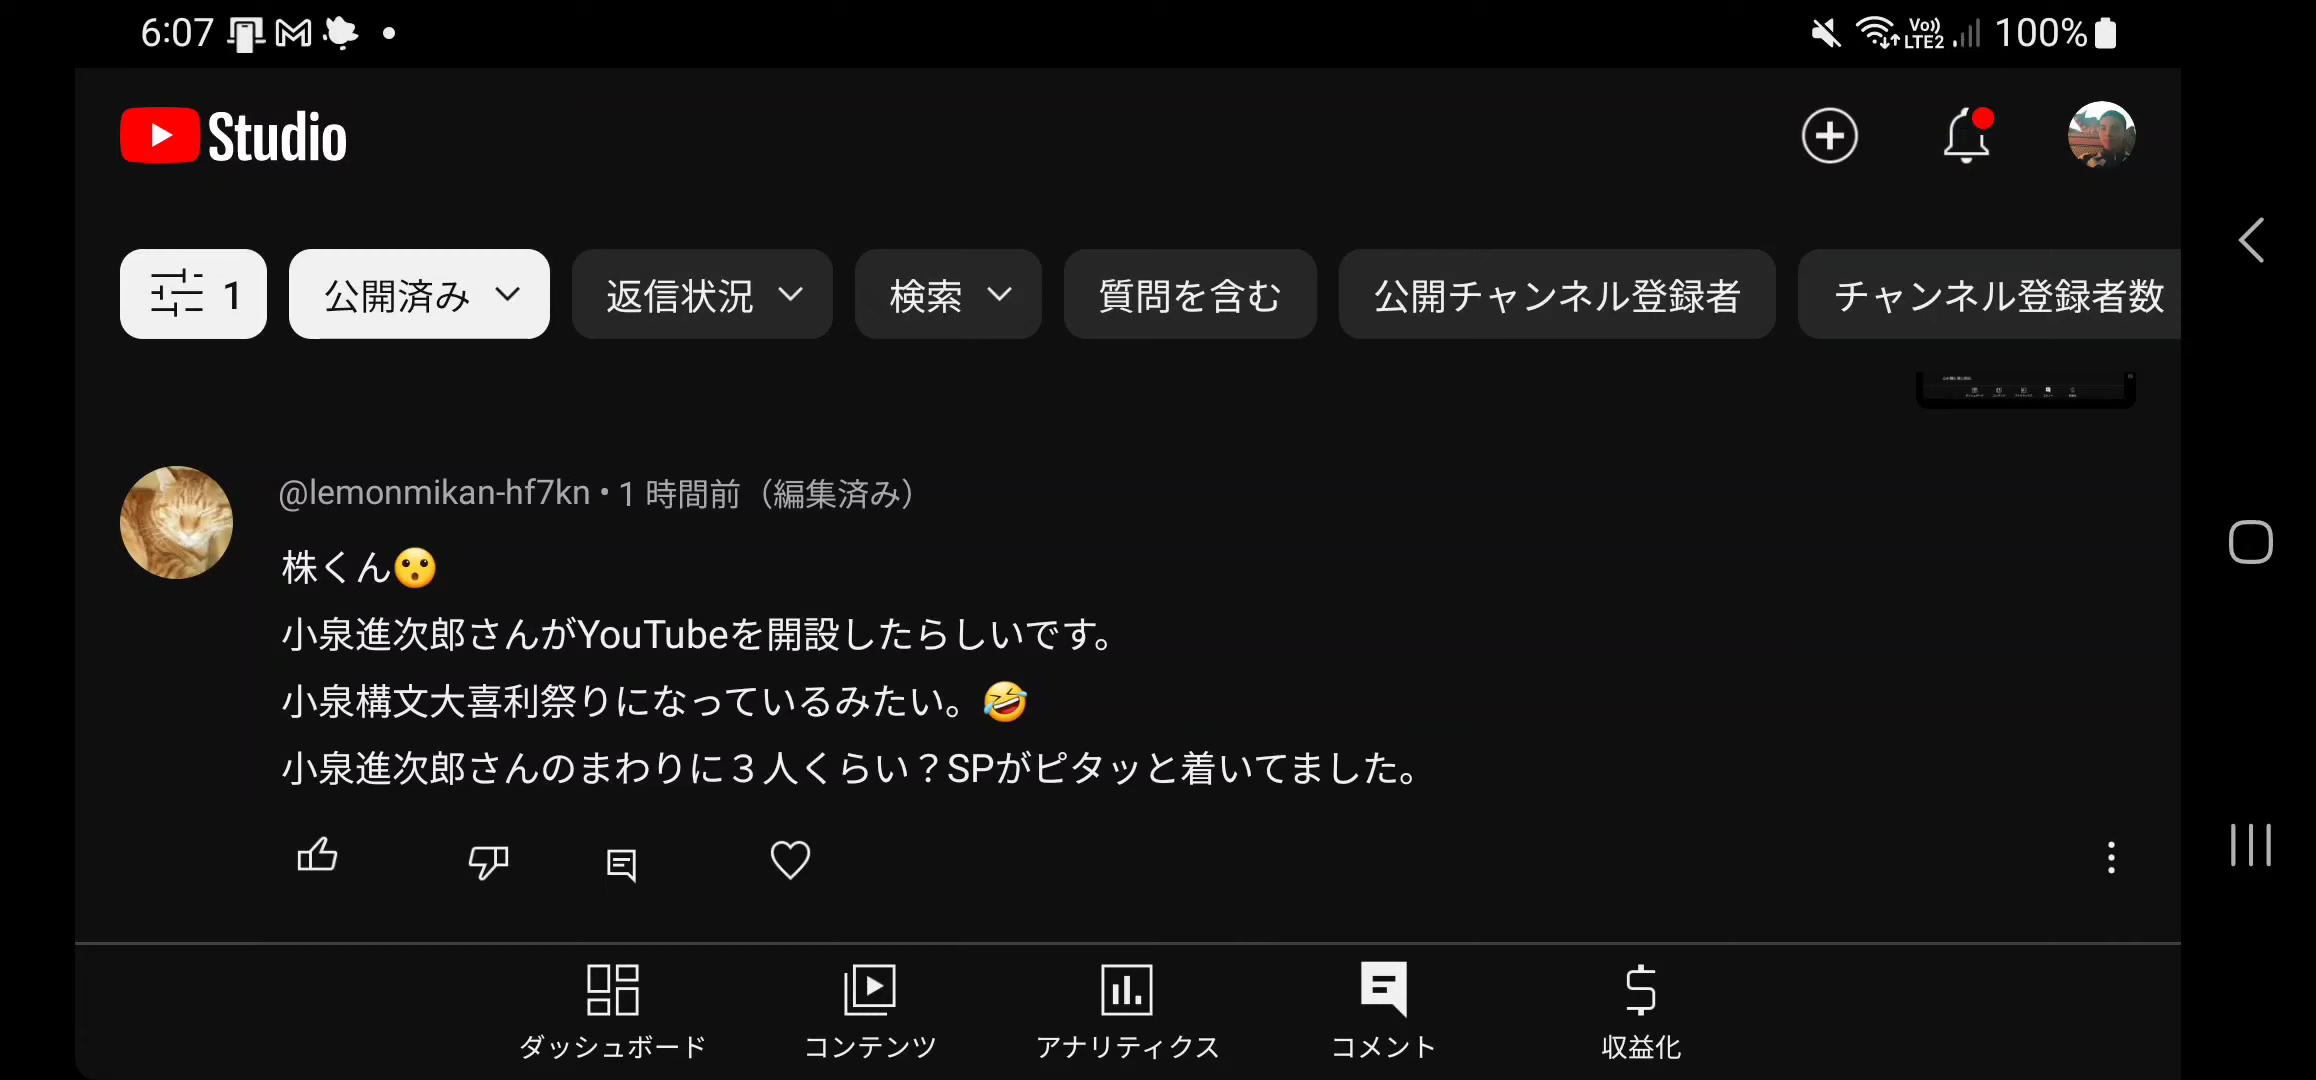 6:07
Vo))
LTE2
100%
Studio
1
公開済み
返信状況
検索
質問を含む
公開チャンネル登録者
チャンネル登録者数
@lemonmikan-hf7kn • 1 時間前（編集済み）
株くん😮
小泉進次郎さんがYouTubeを開設したらしいです。
小泉構文大喜利祭りになっているみたい。🤣
小泉進次郎さんのまわりに３人くらい？SPがピタッと着いてました。
ダッシュボード
コンテンツ
アナリティクス
コメント
収益化